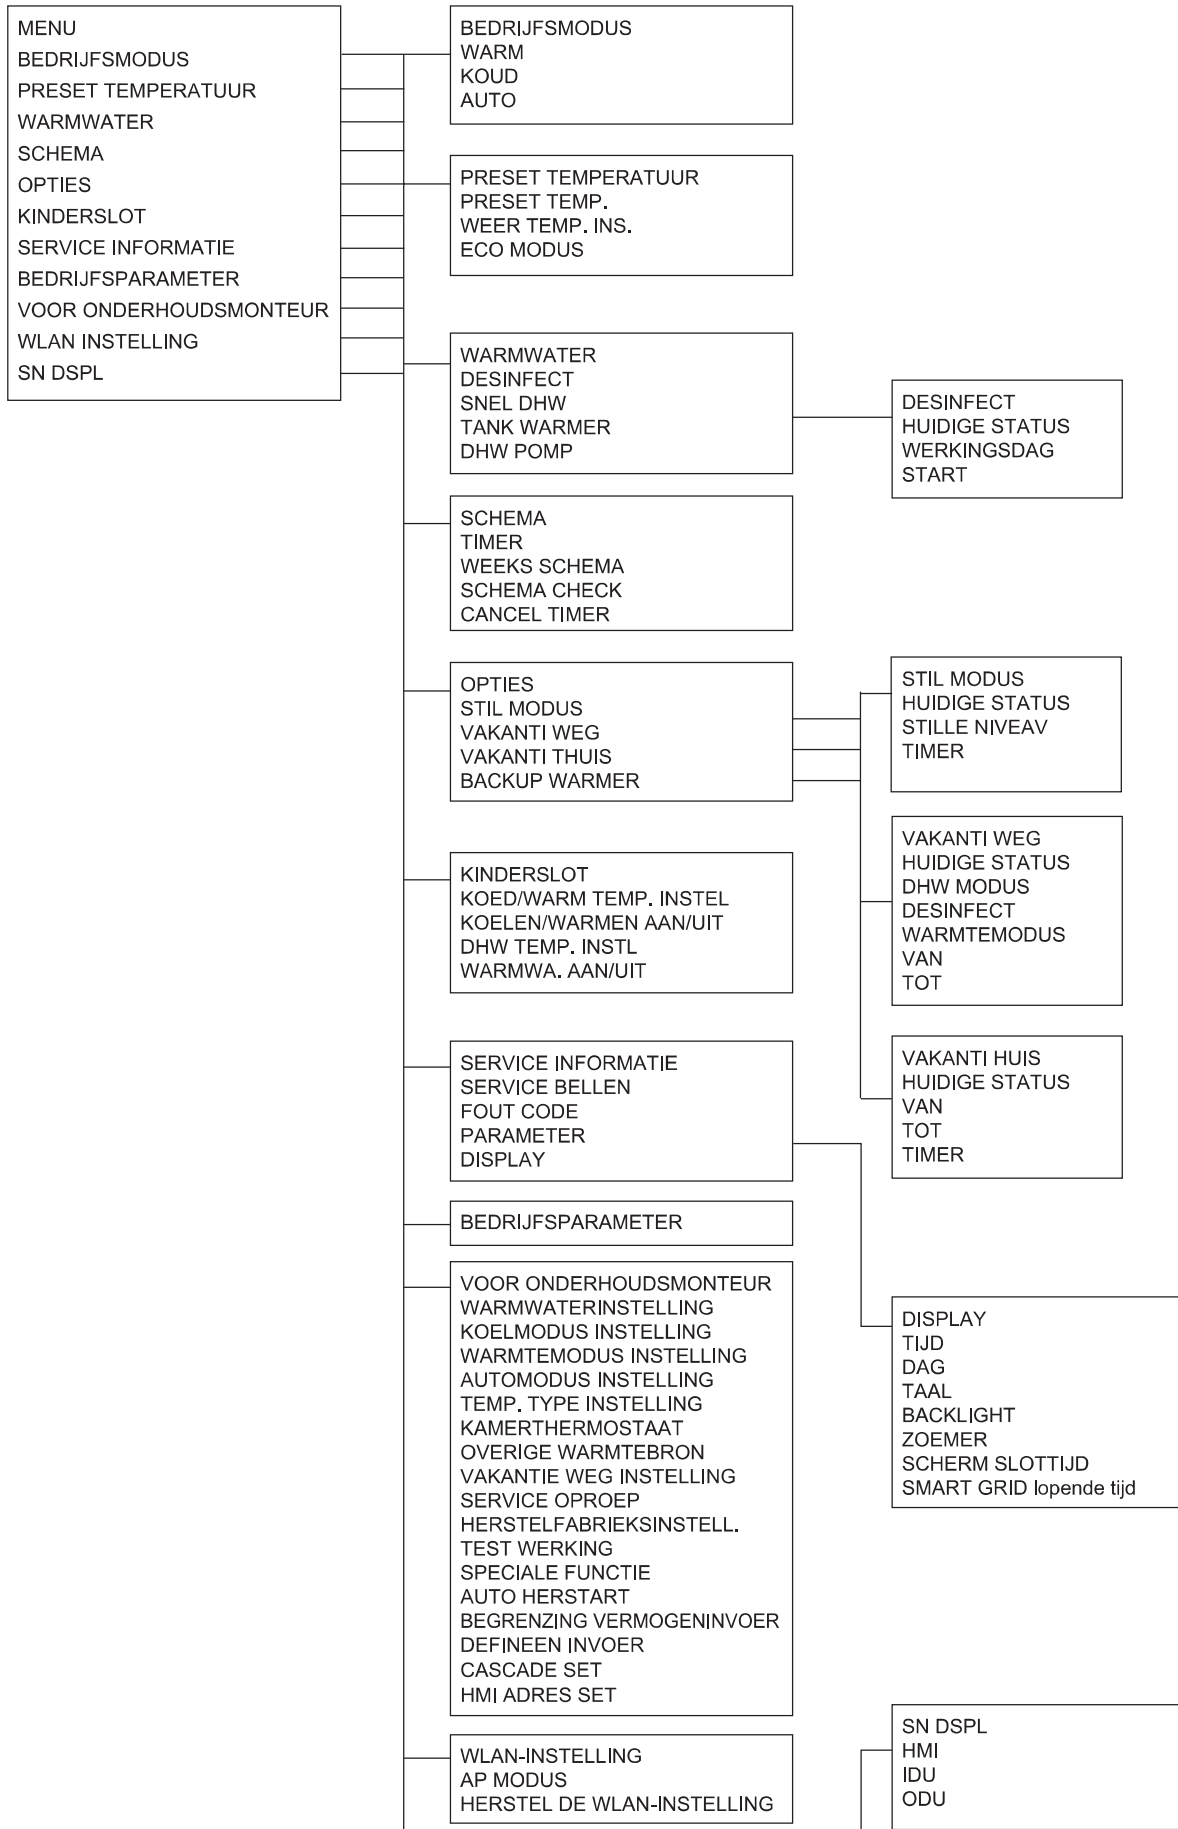 MENU
BEDRIJFSMODUS
PRESET TEMPERATUUR
WARMWATER
SCHEMA
OPTIES
KINDERSLOT
SERVICE INFORMATIE
BEDRIJFSPARAMETER
VOOR ONDERHOUDSMONTEUR
WLAN INSTELLING
SN DSPL
BEDRIJFSMODUS
WARM
KOUD
AUTO
PRESET TEMPERATUUR
PRESET TEMP.
WEER TEMP. INS.
ECO MODUS
WARMWATER
DESINFECT
SNEL DHW
TANK WARMER
DHW POMP
DESINFECT
HUIDIGE STATUS
WERKINGSDAG
START
SCHEMA
TIMER
WEEKS SCHEMA
SCHEMA CHECK
CANCEL TIMER
OPTIES
STIL MODUS
VAKANTI WEG
VAKANTI THUIS
BACKUP WARMER
STIL MODUS
HUIDIGE STATUS
STILLE NIVEAV
TIMER
VAKANTI WEG
HUIDIGE STATUS
DHW MODUS
DESINFECT
WARMTEMODUS
VAN
TOT
VAKANTI HUIS
HUIDIGE STATUS
VAN
TOT
TIMER
KINDERSLOT
KOED/WARM TEMP. INSTEL
KOELEN/WARMEN AAN/UIT
DHW TEMP. INSTL
WARMWA. AAN/UIT
SERVICE INFORMATIE
SERVICE BELLEN
FOUT CODE
PARAMETER
DISPLAY
DISPLAY
TIJD
DAG
TAAL
BACKLIGHT
ZOEMER
SCHERM SLOTTIJD
SMART GRID lopende tijd
BEDRIJFSPARAMETER
VOOR ONDERHOUDSMONTEUR
WARMWATERINSTELLING
KOELMODUS INSTELLING
WARMTEMODUS INSTELLING
AUTOMODUS INSTELLING
TEMP. TYPE INSTELLING
KAMERTHERMOSTAAT
OVERIGE WARMTEBRON
VAKANTIE WEG INSTELLING
SERVICE OPROEP
HERSTELFABRIEKSINSTELL.
TEST WERKING
SPECIALE FUNCTIE
AUTO HERSTART
BEGRENZING VERMOGENINVOER
DEFINEEN INVOER
CASCADE SET
HMI ADRES SET
WLAN-INSTELLING
AP MODUS
HERSTEL DE WLAN-INSTELLING
SN DSPL
HMI
IDU
ODU